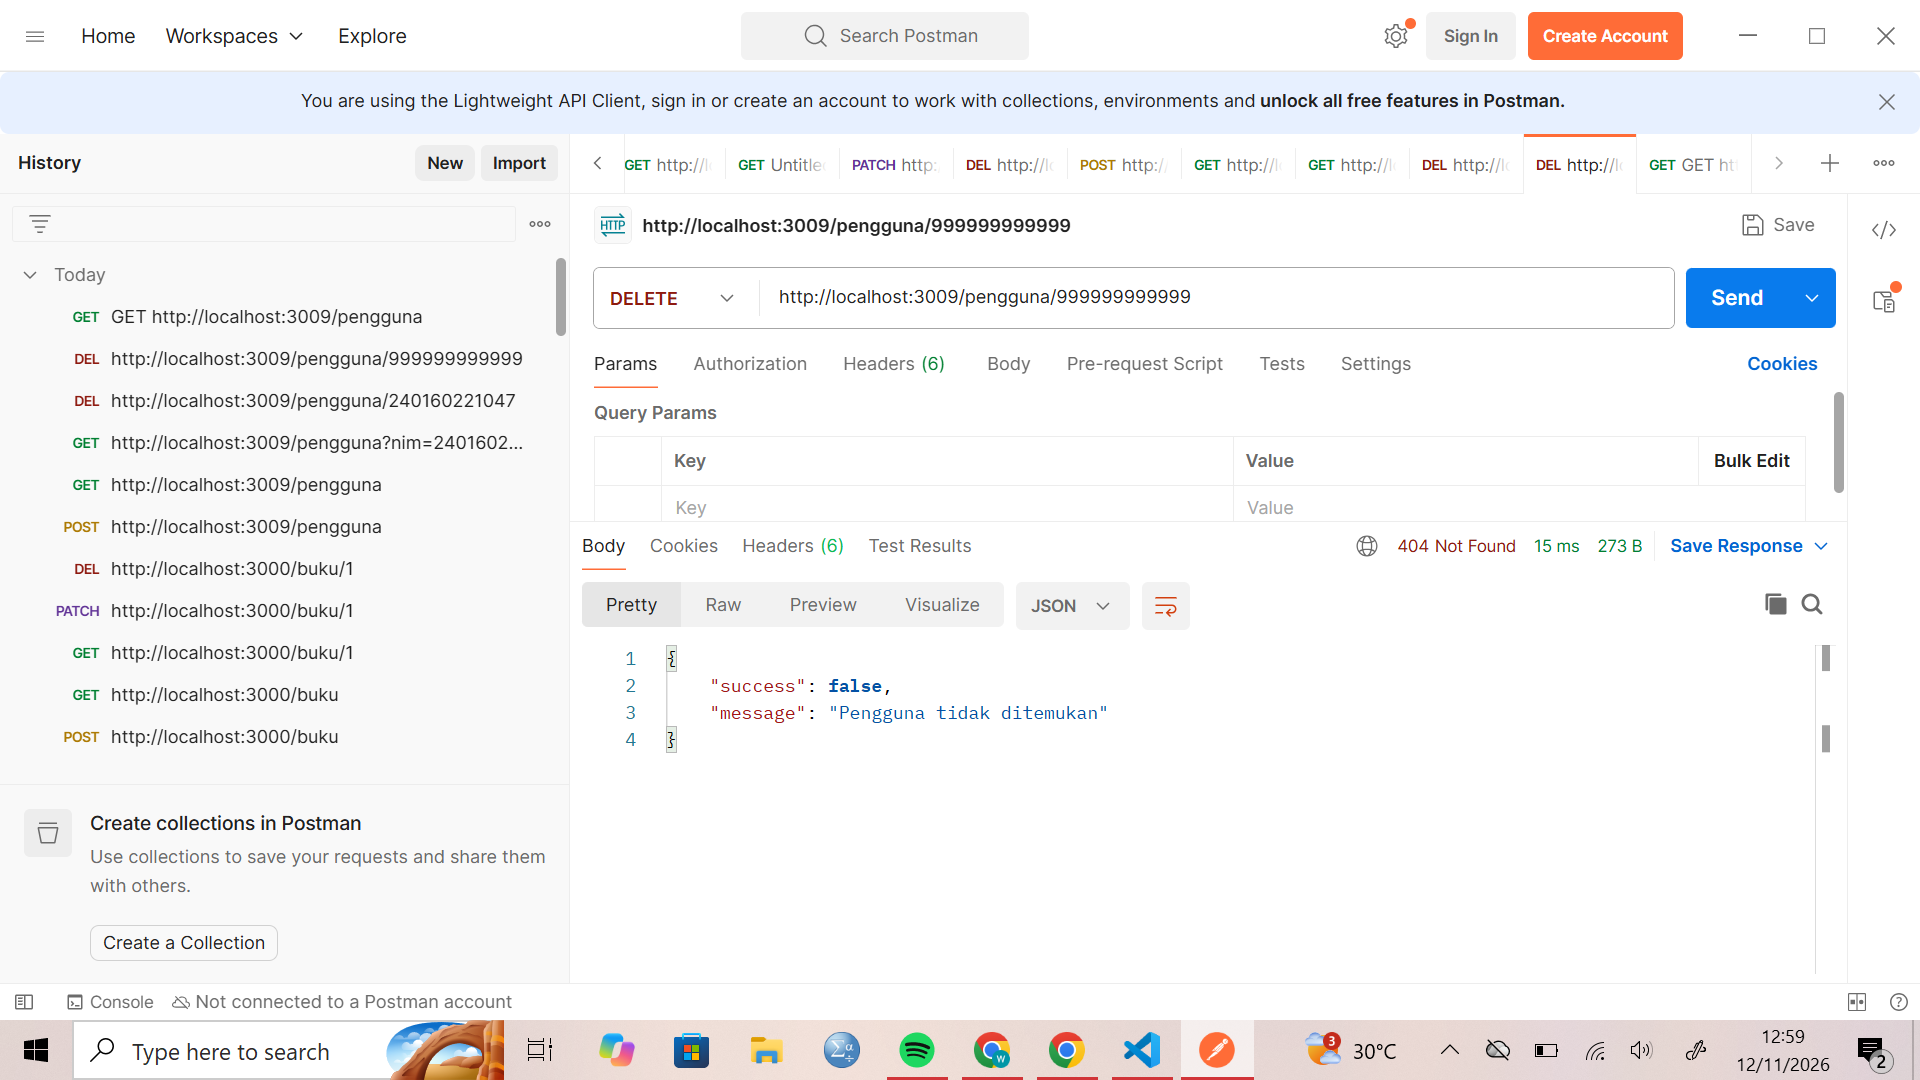 Home Workspaces Explore Search Postman Sign In Create Account
You are using the Lightweight API Client, sign in or create an account to work with collections, environments and unlock all free features in Postman.
History New Import
GET http://l GET Untitle PATCH http: DEL http://l POST http:/ GET http://l GET http://l DEL http://l DEL http://l GET GET ht
http://localhost:3009/pengguna/999999999999 Save
Today
GET GET http://localhost:3009/pengguna
DEL http://localhost:3009/pengguna/999999999999
DEL http://localhost:3009/pengguna/240160221047
GET http://localhost:3009/pengguna?nim=2401602...
GET http://localhost:3009/pengguna
POST http://localhost:3009/pengguna
DEL http://localhost:3000/buku/1
PATCH http://localhost:3000/buku/1
GET http://localhost:3000/buku/1
GET http://localhost:3000/buku
POST http://localhost:3000/buku
Create collections in Postman
Use collections to save your requests and share them
with others.
Create a Collection
HTTP
DELETE http://localhost:3009/pengguna/999999999999 Send
Params Authorization Headers (6) Body Pre-request Script Tests Settings Cookies
Query Params
Key Value Bulk Edit
Key Value
Body Cookies Headers (6) Test Results 404 Not Found 15 ms 273 B Save Response
Pretty Raw Preview Visualize JSON
1 {
2 "success": false,
3 "message": "Pengguna tidak ditemukan"
4 }
Console Not connected to a Postman account
Type here to search
3 30°C 12:59
12/11/2026 2